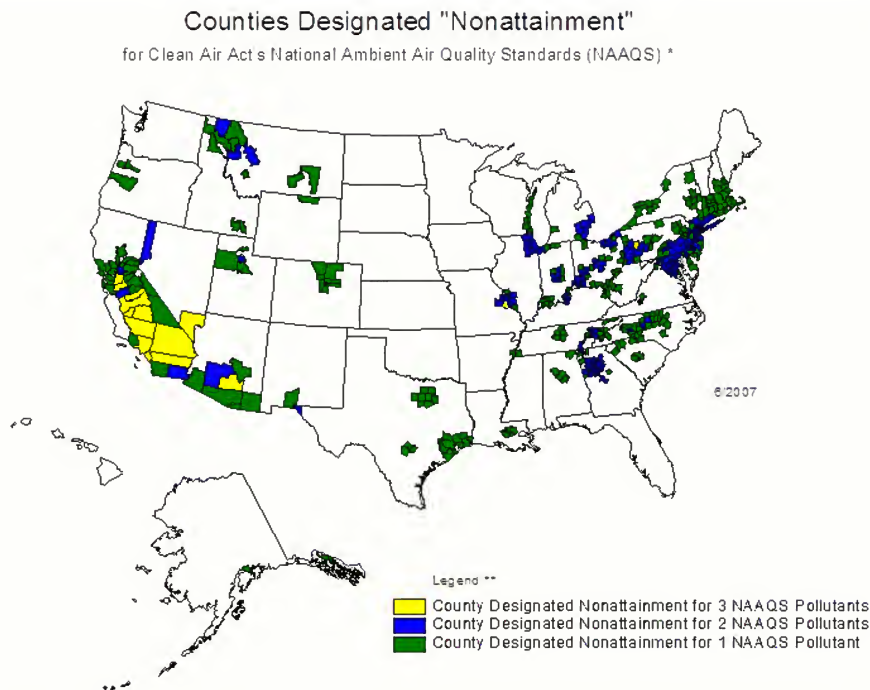 Counties Designated "Nonattainment"
for Clean Air Act's National Ambient Air Quality Standards (NAAQS) *
6/2007
Legend **
County Designated Nonattainment for 3 NAAQS Pollutants
County Designated Nonattainment for 2 NAAQS Pollutants
County Designated Nonattainment for 1 NAAQS Pollutant